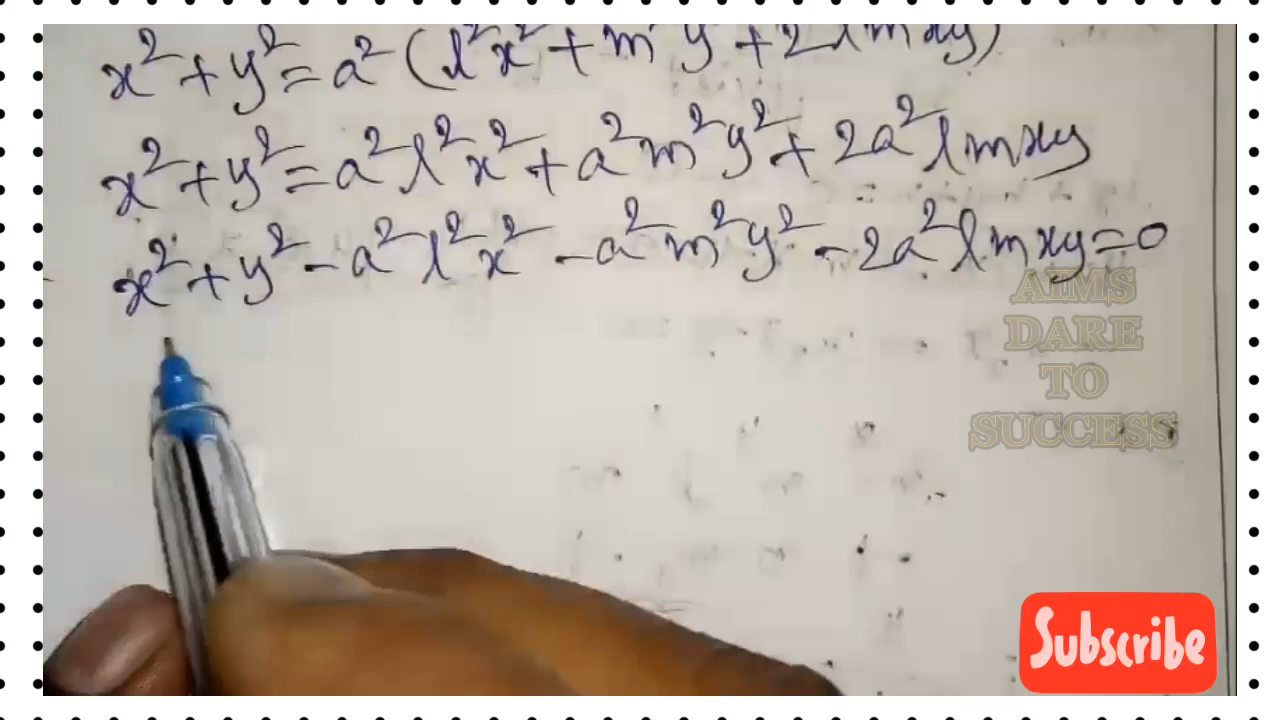 x²+y²=a²(l²x²+m²y²+2lmxy)
x²+y²=a²l²x²+a²m²y²+2a²lmxy
x²+y²-a²l²x²-a²m²y²-2a²lmxy=0
AIMS
DARE
TO
SUCCESS
Subscribe